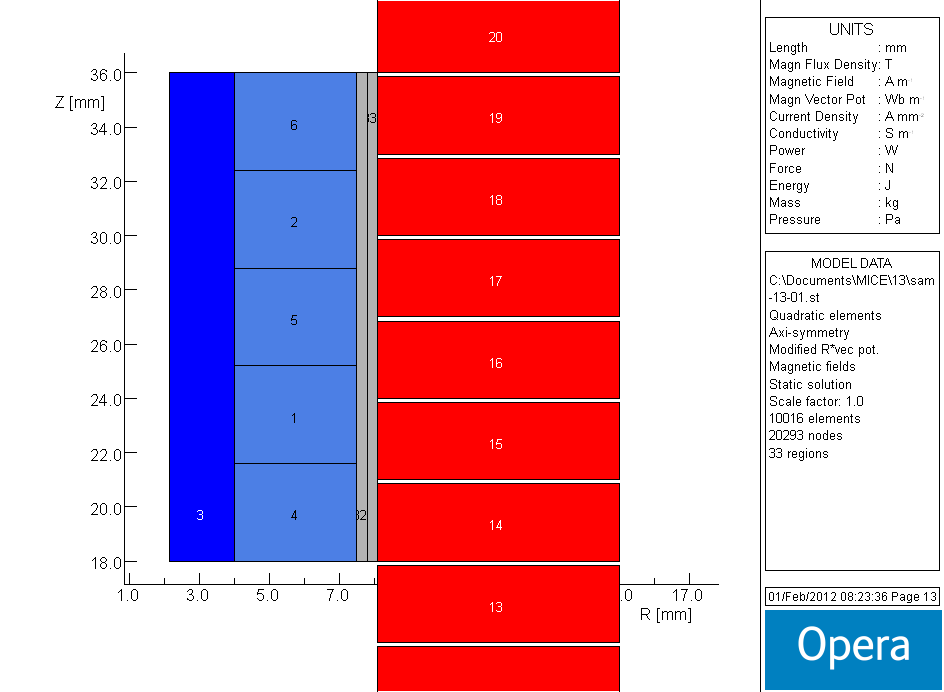 20
36.0
Z [mm]
19
6
33
34.0
32.0
18
2
30.0
17
28.0
5
26.0
16
24.0
1
15
22.0
20.0
3
4
32
14
18.0
1.0 3.0 5.0 7.0 .0 17.0
13
R [mm]
UNITS
Length : mm
Magn Flux Density: T
Magnetic Field : A m
Magn Vector Pot : Wb m
Current Density : A mm
Conductivity : S m
Power : W
Force : N
Energy : J
Mass : kg
Pressure : Pa
MODEL DATA
C:\Documents\MICE\13\sam
-13-01.st
Quadratic elements
Axi-symmetry
Modified R*vec pot.
Magnetic fields
Static solution
Scale factor: 1.0
10016 elements
20293 nodes
33 regions
01/Feb/2012 08:23:36 Page 13
Opera